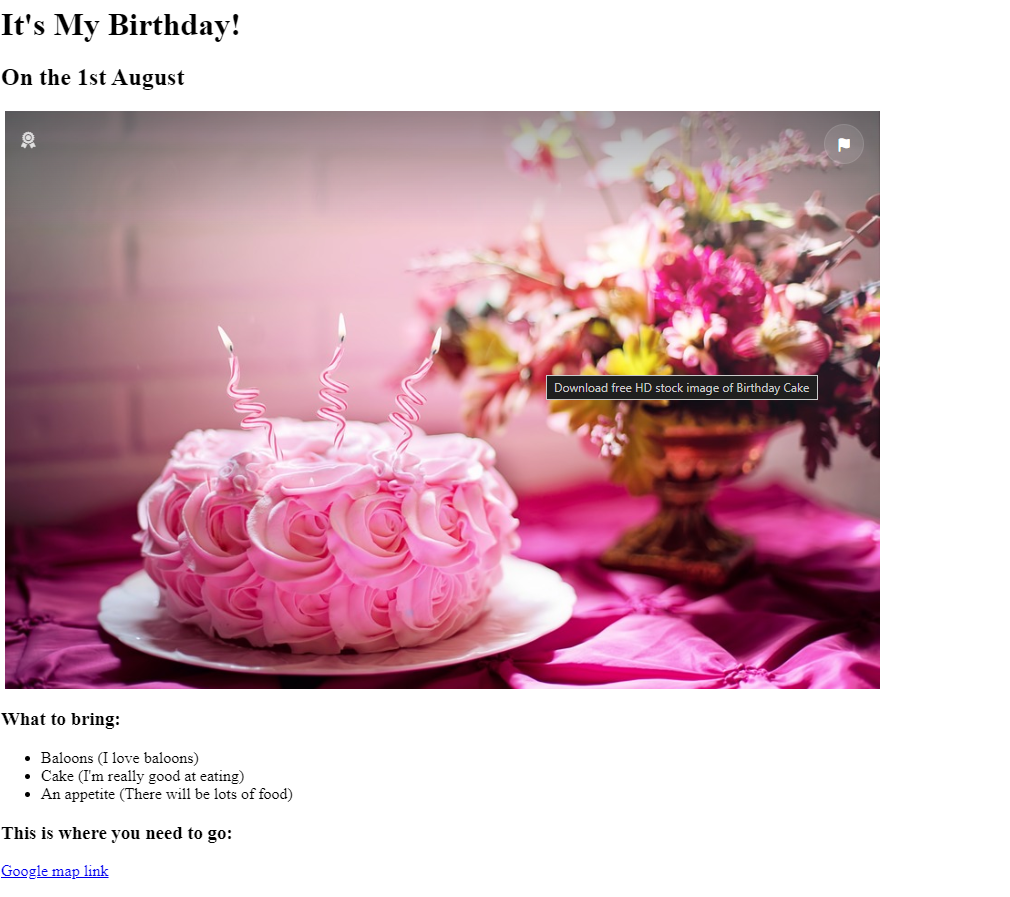 It's My Birthday!
On the 1st August
Download free HD stock image of Birthday Cake
What to bring:
Baloons (I love baloons)
Cake (I'm really good at eating)
An appetite (There will be lots of food)
This is where you need to go:
Google map link